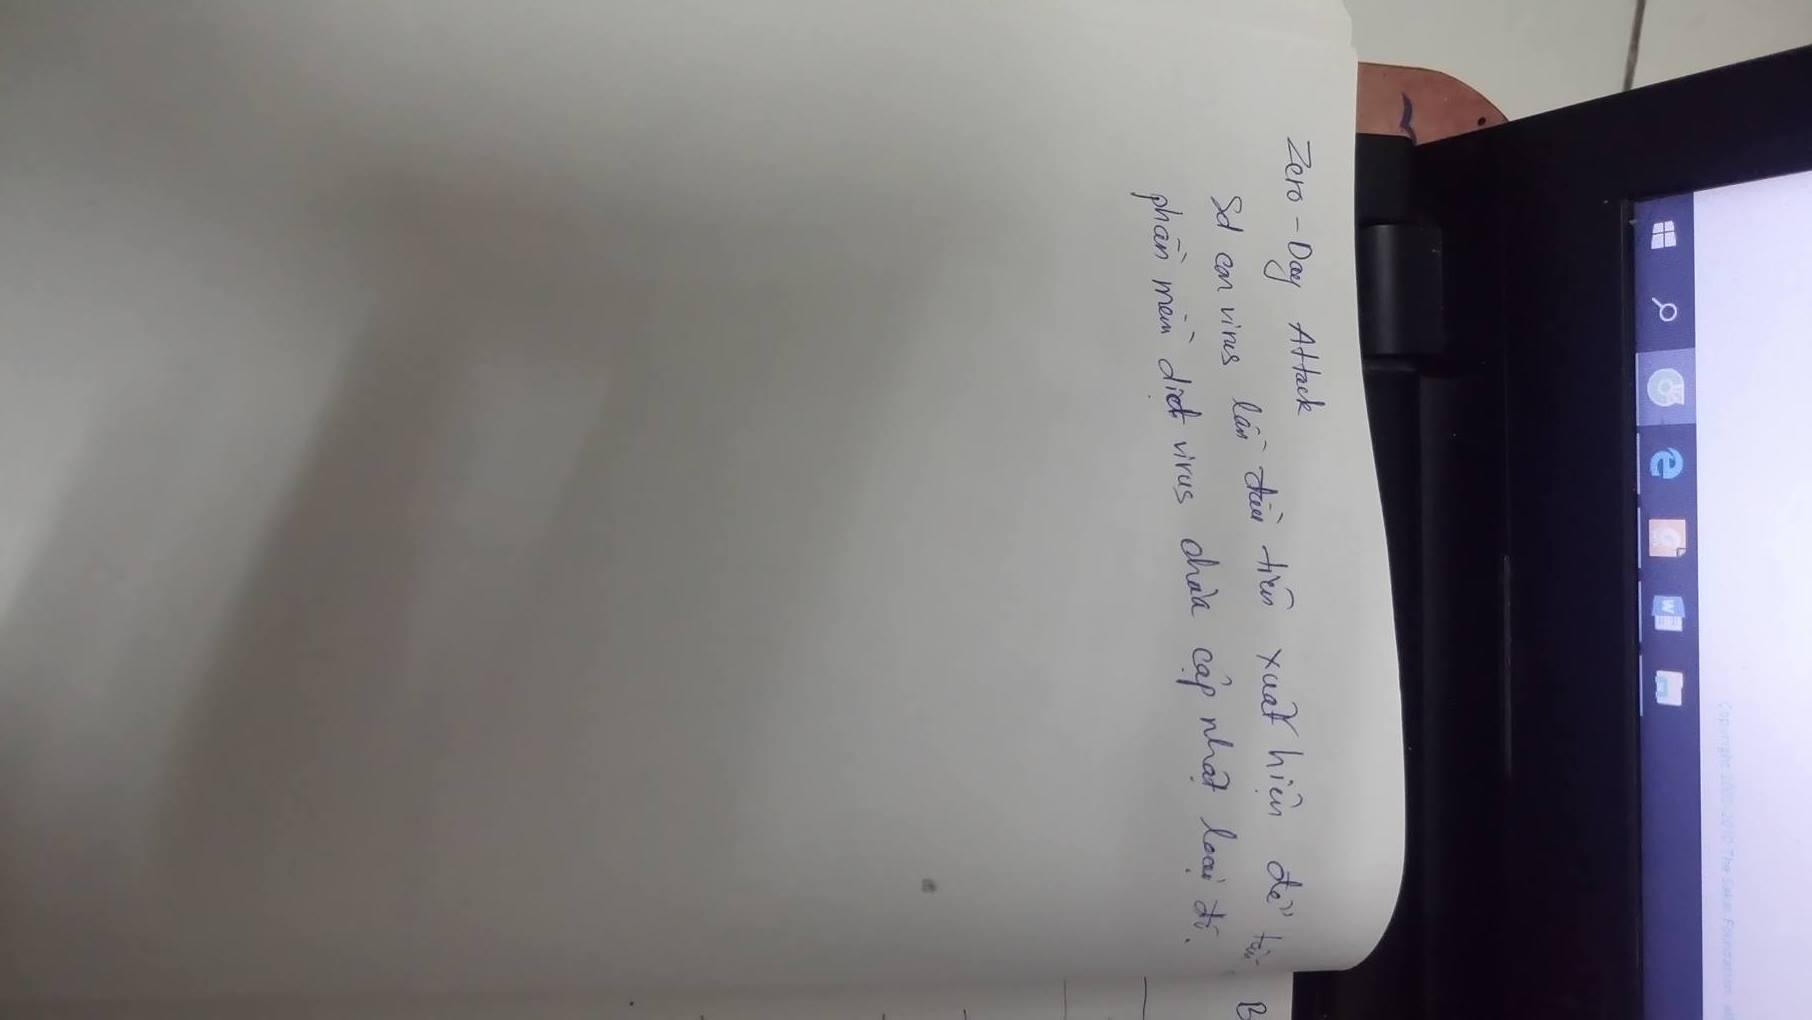 Copyright 2003-2010 The Sakai Foundation. All
Zero - Day Attack
Sd con virus lần đầu tiên xuất hiện để
phần mềm diệt virus chưa cập nhật loại đó.
B